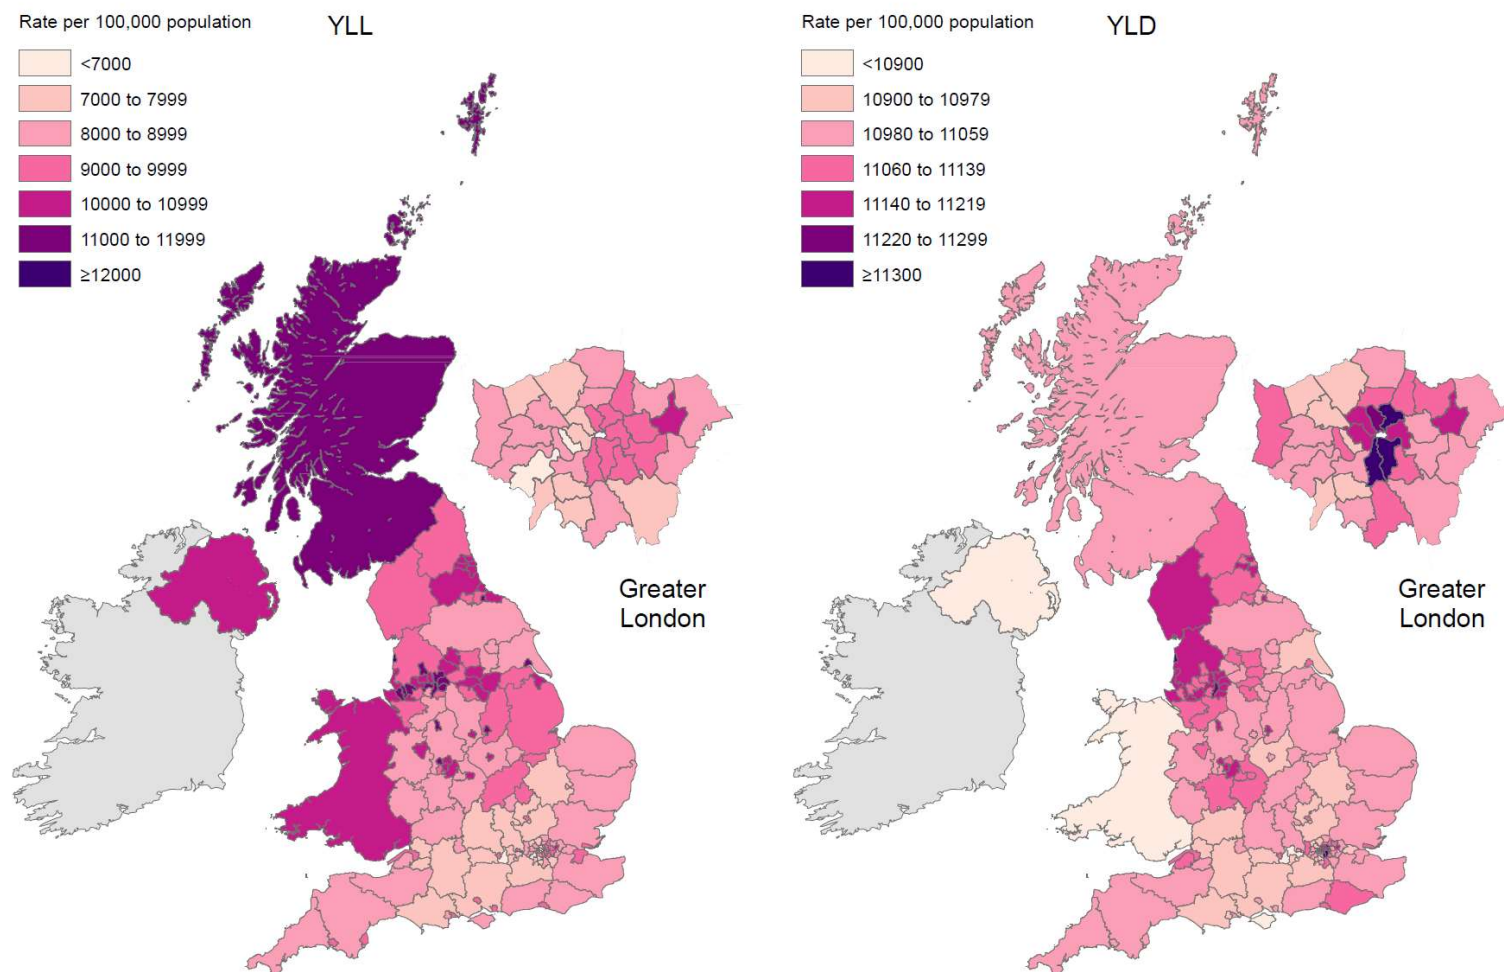 Rate per 100,000 population
YLL
<7000
7000 to 7999
8000 to 8999
9000 to 9999
10000 to 10999
11000 to 11999
≥12000
Greater
London
Rate per 100,000 population
YLD
<10900
10900 to 10979
10980 to 11059
11060 to 11139
11140 to 11219
11220 to 11299
≥11300
Greater
London